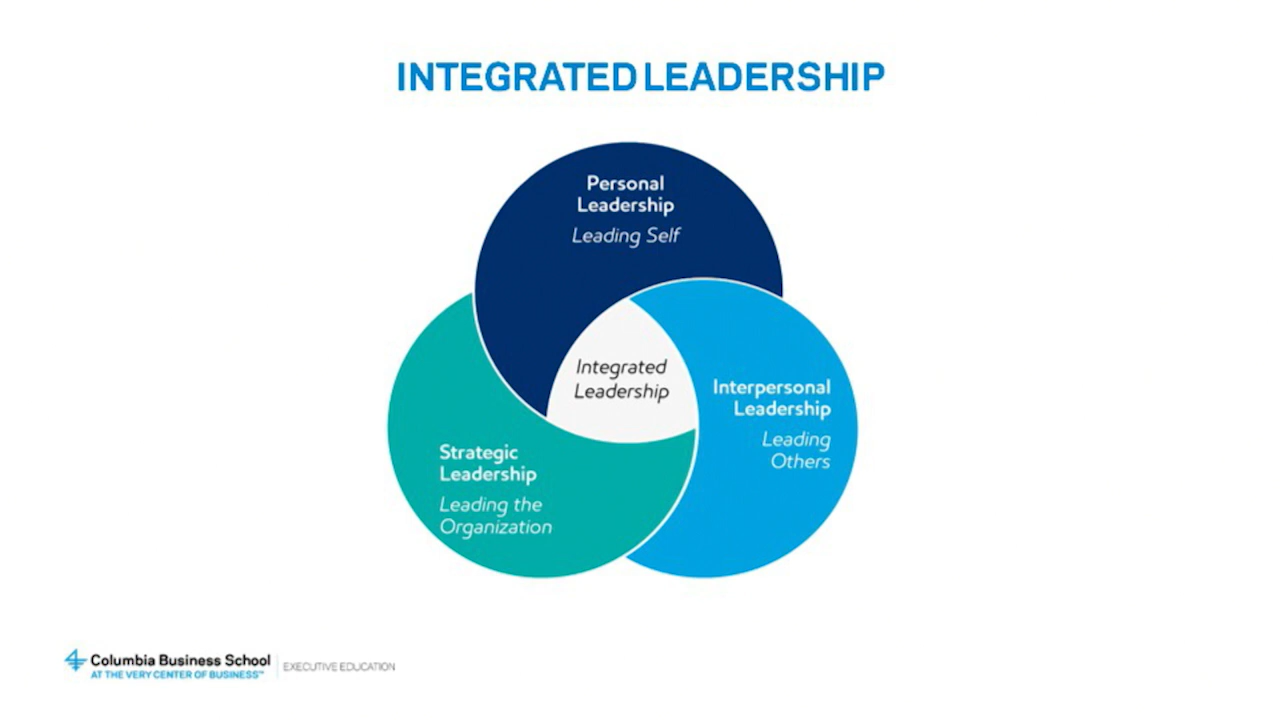 INTEGRATED LEADERSHIP
Personal
Leadership
Leading Self
Integrated
Leadership
Interpersonal
Leadership
Leading
Others
Strategic
Leadership
Leading the
Organization
Columbia Business School
AT THE VERY CENTER OF BUSINESS™
EXECUTIVE EDUCATION